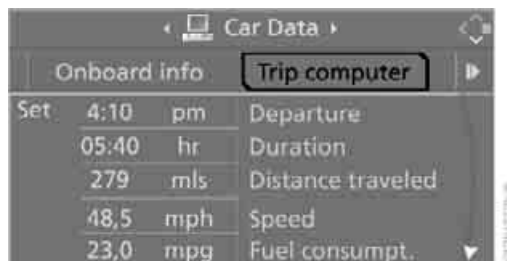 Car Data
Onboard info Trip computer
Set 4:10 pm Departure
05:40 hr Duration
279 mls Distance traveled
48,5 mph Speed
23,0 mpg Fuel consumpt.